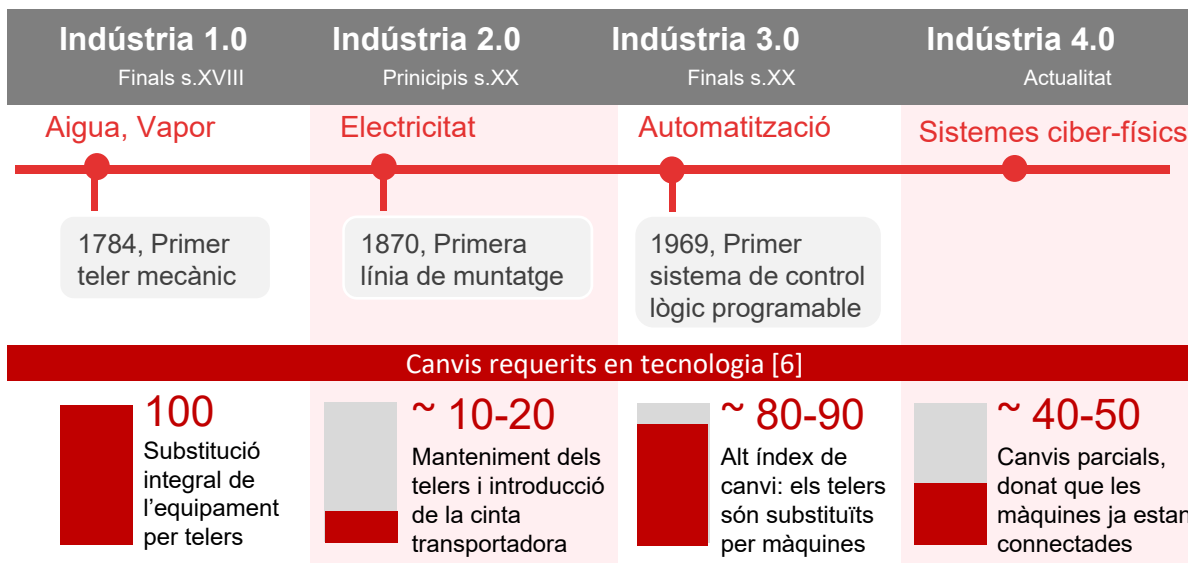 Indústria 1.0
Finals s.XVIII
Indústria 2.0
Prinicipis s.XX
Indústria 3.0
Finals s.XX
Indústria 4.0
Actualitat
Aigua, Vapor
Electricitat
Automatització
Sistemes ciber-físics
1784, Primer
teler mecànic
1870, Primera
línia de muntatge
1969, Primer
sistema de control
lògic programable
Canvis requerits en tecnologia [6]
100
Substitució
integral de
l’equipament
per telers
~ 10-20
Manteniment dels
telers i introducció
de la cinta
transportadora
~ 80-90
Alt índex de
canvi: els telers
són substituïts
per màquines
~ 40-50
Canvis parcials,
donat que les
màquines ja estan
connectades